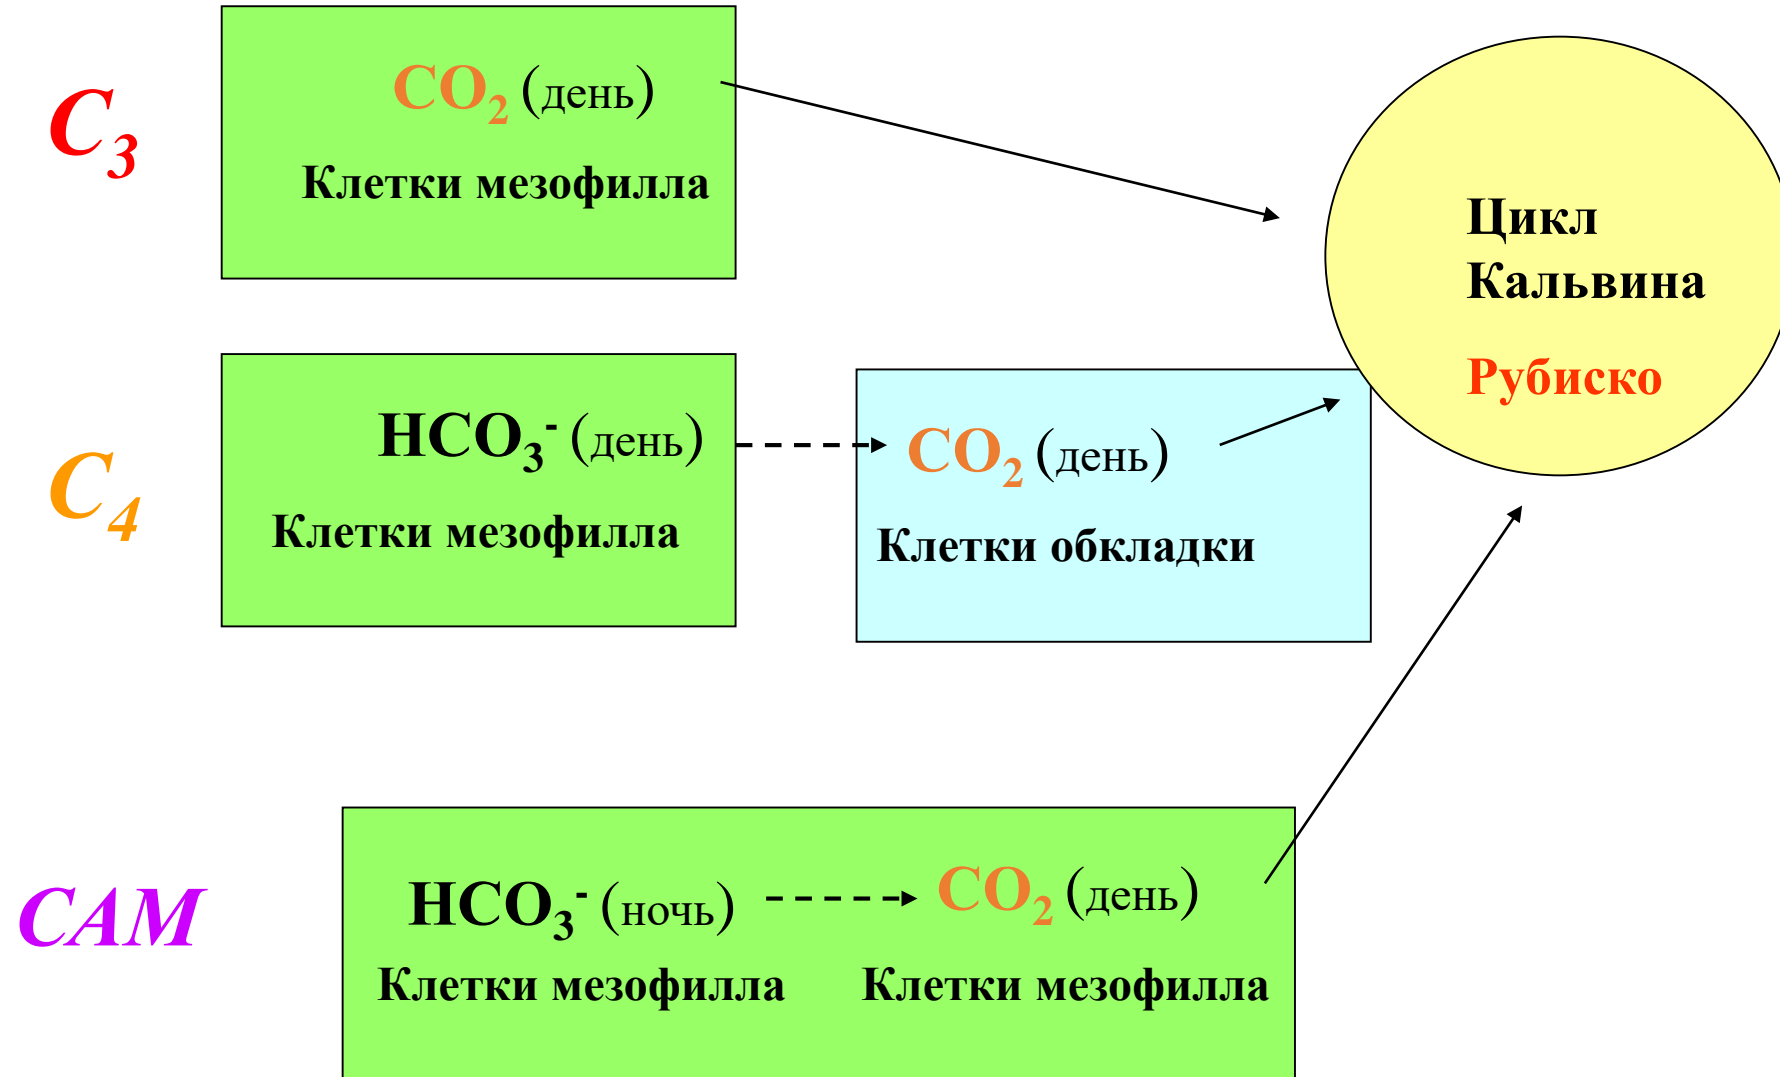 C₃
CO₂ (день)
Клетки мезофилла
Цикл
Кальвина
Рубиско
C₄
HCO₃⁻ (день)
Клетки мезофилла
CO₂ (день)
Клетки обкладки
CAM
HCO₃⁻ (ночь)
CO₂ (день)
Клетки мезофилла
Клетки мезофилла